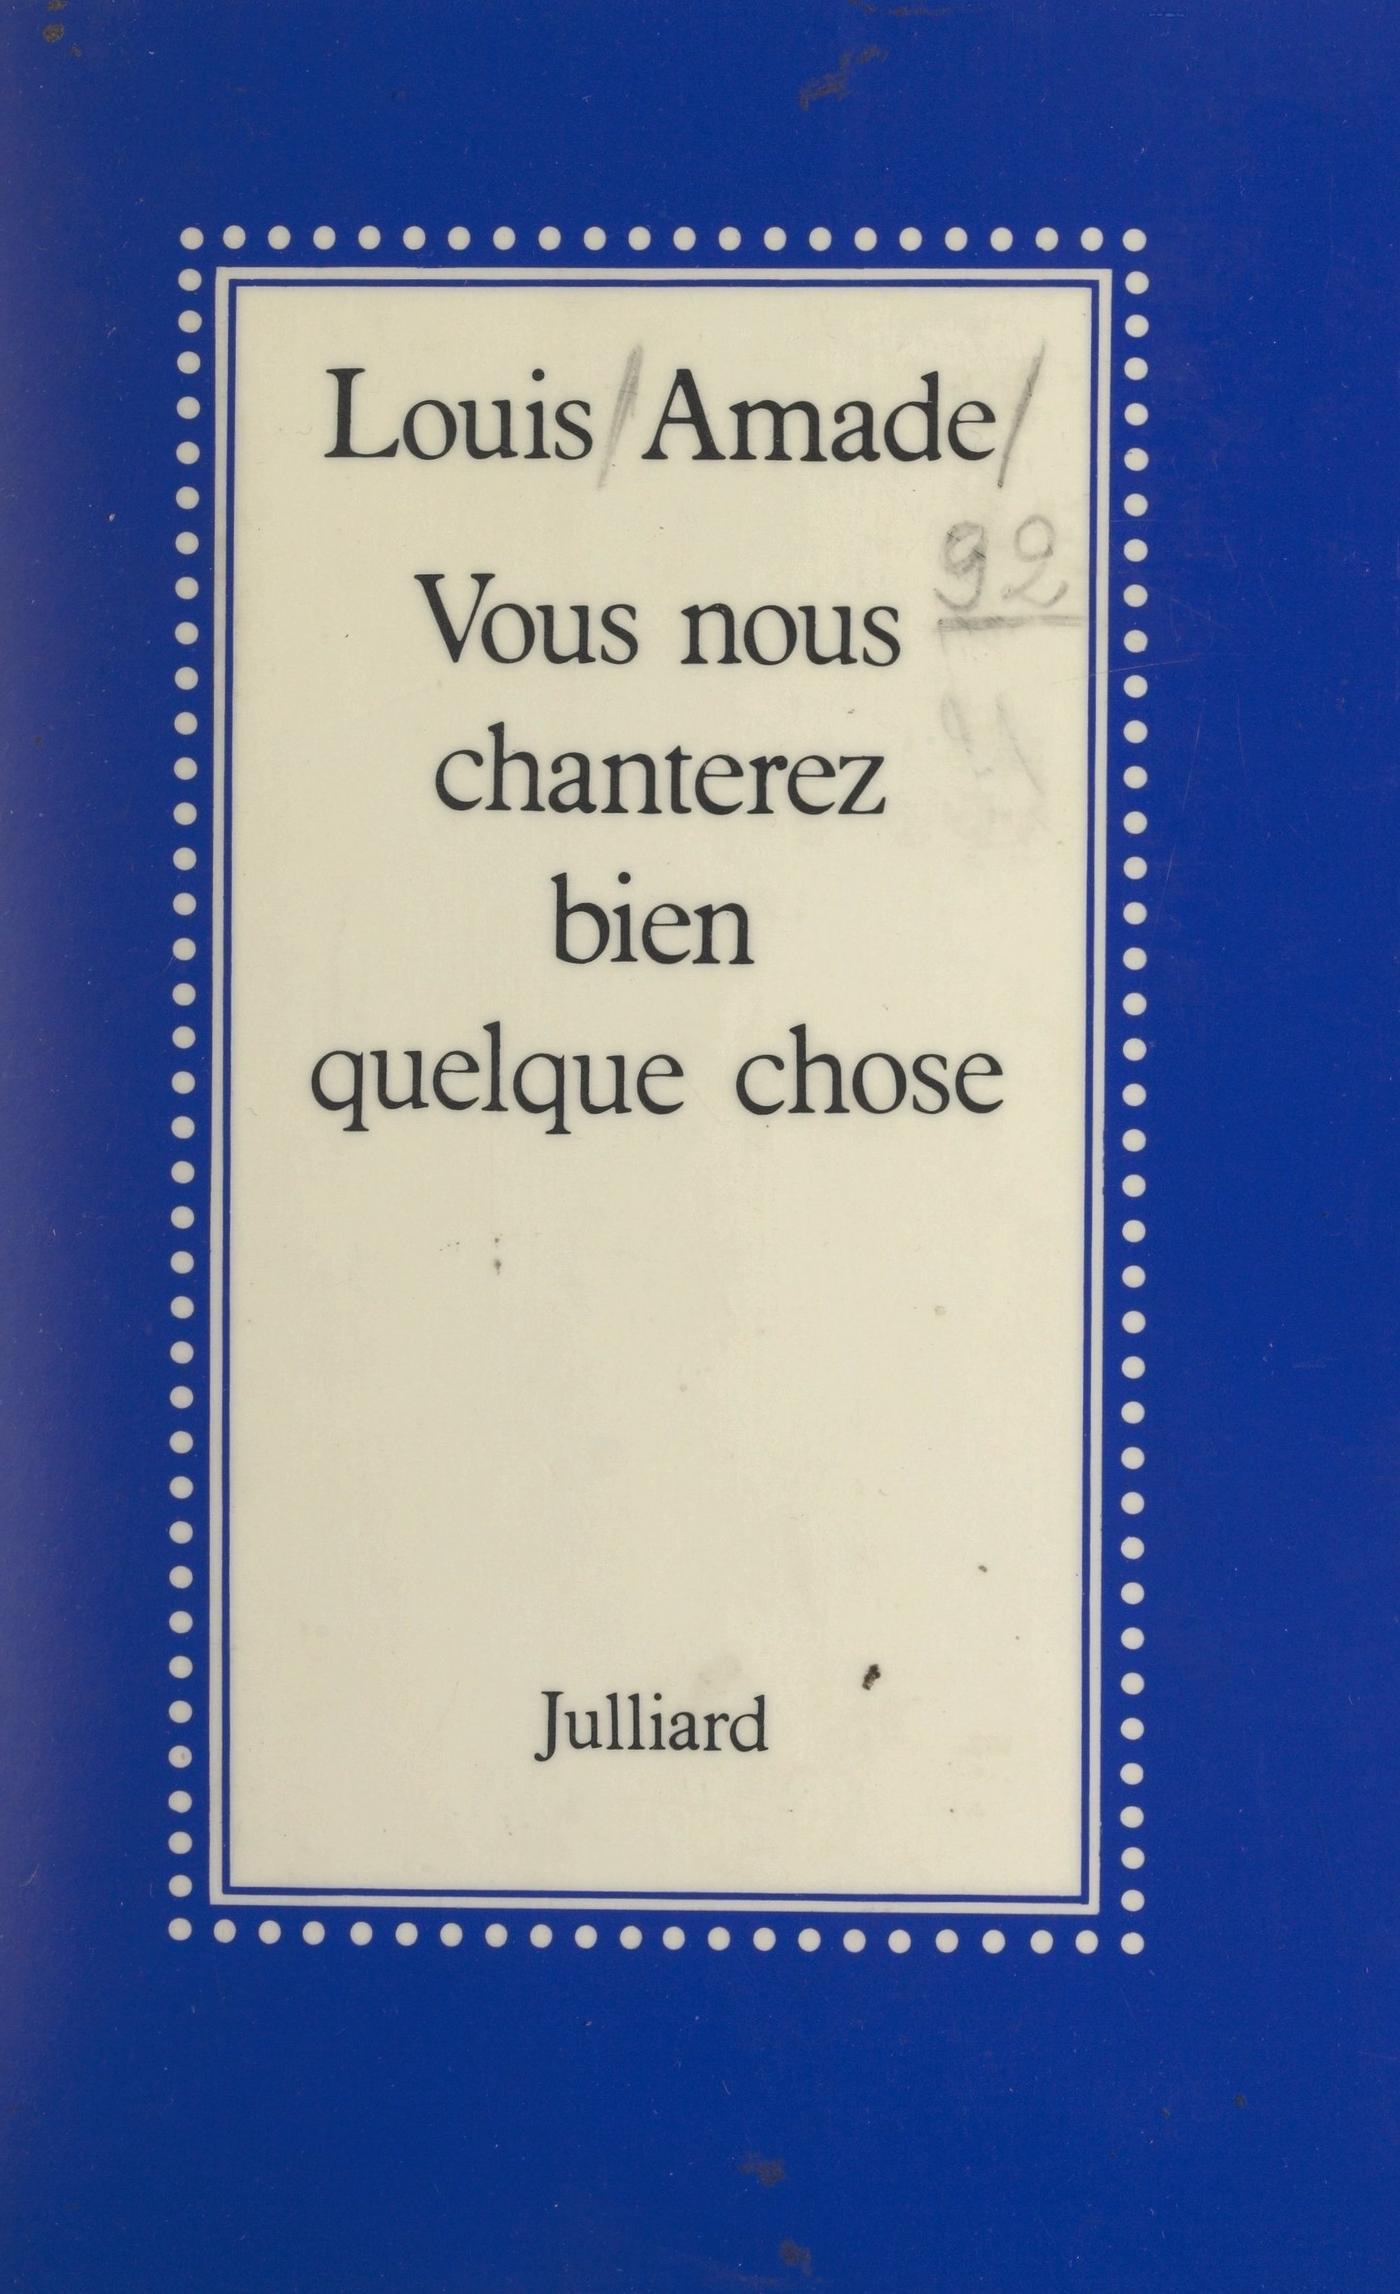 Louis Amade
92
Vous nous
chanterez
bien
quelque chose
Julliard